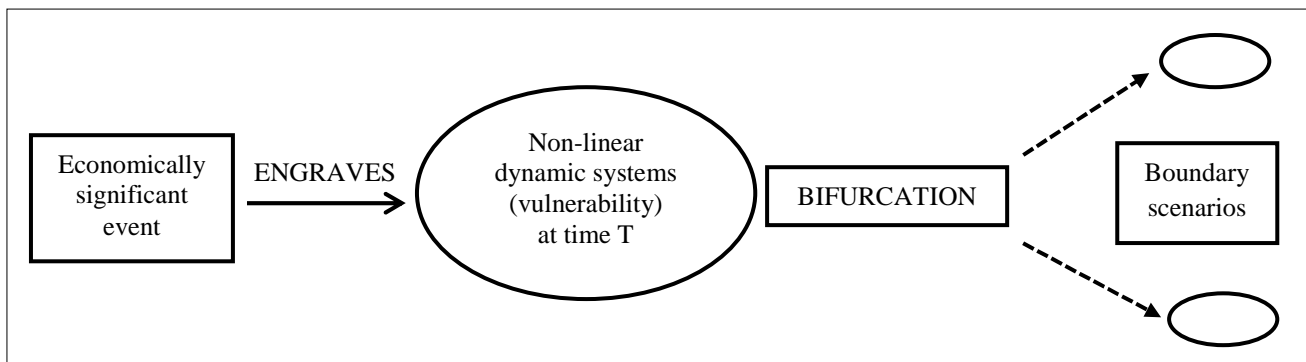 Economically
significant
event
ENGRAVES
Non-linear
dynamic systems
(vulnerability)
at time T
BIFURCATION
Boundary
scenarios